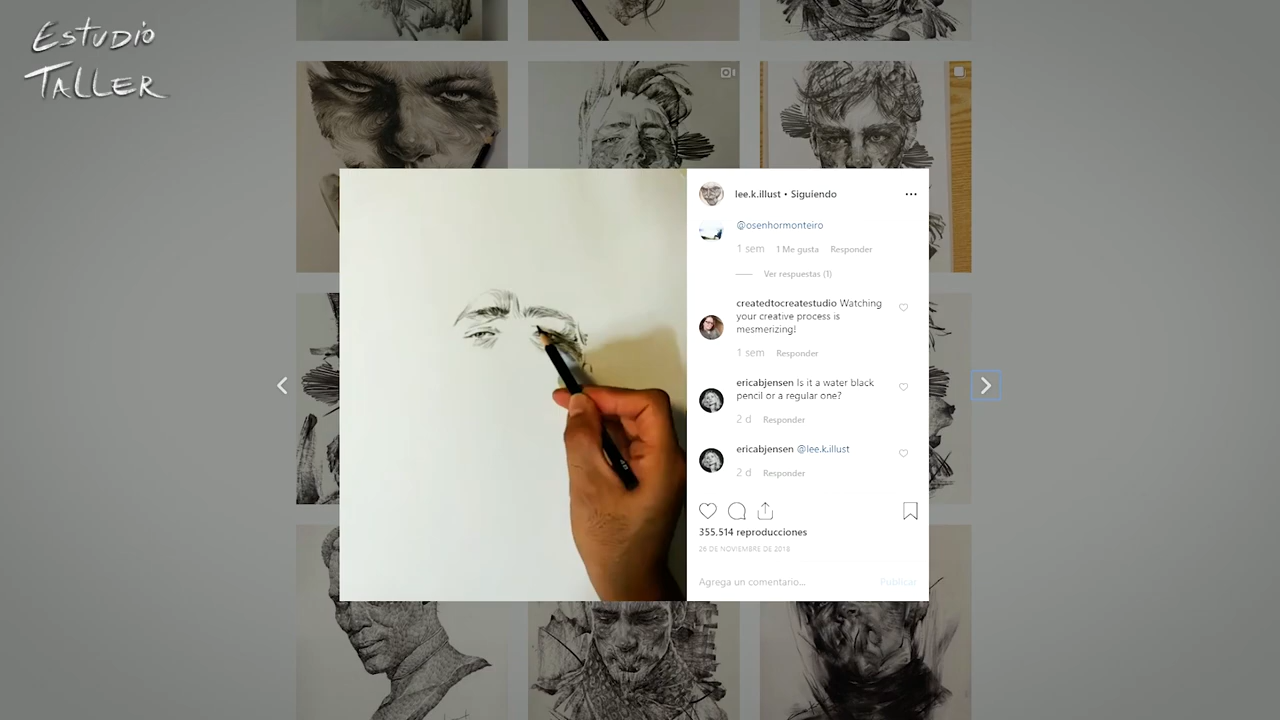 Estudio
Taller
lee.k.illust • Siguiendo
@osenhormonteiro
1 sem 1 Me gusta Responder
Ver respuestas (1)
createdtocreatestudio Watching
your creative process is
mesmerizing!
1 sem Responder
ericabjensen Is it a water black
pencil or a regular one?
2 d Responder
ericabjensen @lee.k.illust
2 d Responder
355,514 reproducciones
26 DE NOVIEMBRE DE 2018
Agrega un comentario... Publicar